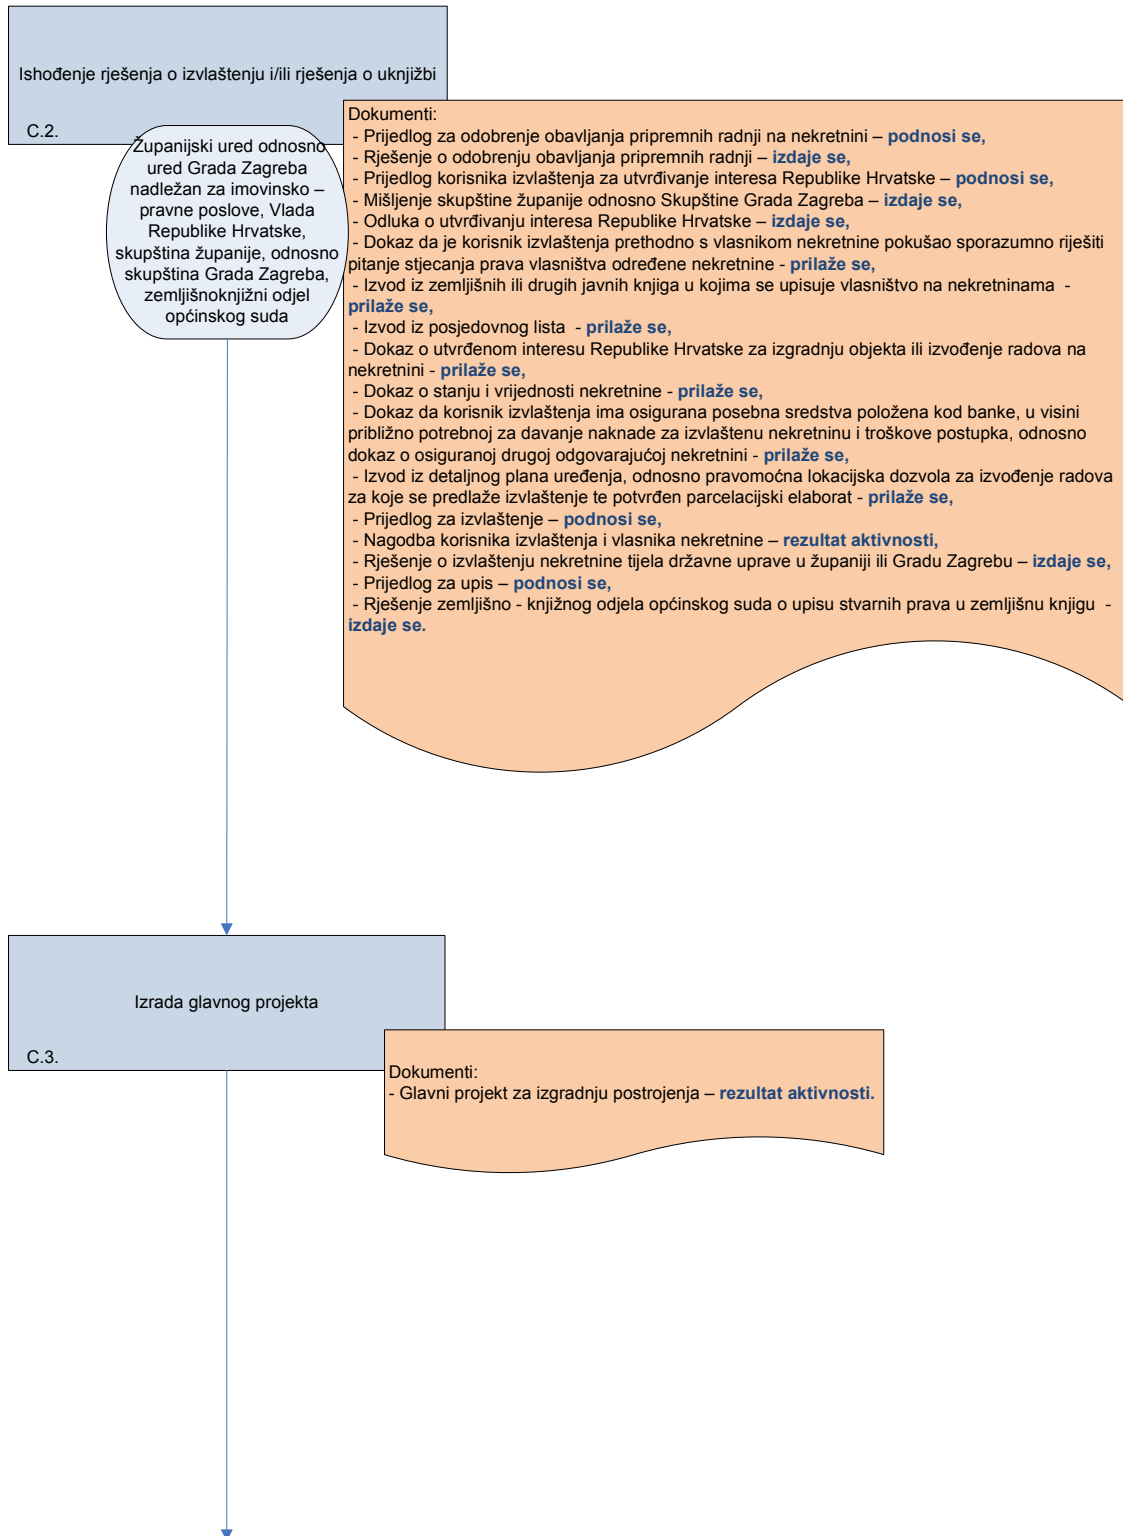 Ishođenje rješenja o izvlaštenju i/ili rješenja o uknjižbi
C.2.
Županijski ured odnosno
ured Grada Zagreba
nadležan za imovinsko –
pravne poslove, Vlada
Republike Hrvatske,
skupština županije, odnosno
skupština Grada Zagreba,
zemljišnoknjižni odjel
općinskog suda
Dokumenti:
- Prijedlog za odobrenje obavljanja pripremnih radnji na nekretnini – podnosi se,
- Rješenje o odobrenju obavljanja pripremnih radnji – izdaje se,
- Prijedlog korisnika izvlaštenja za utvrđivanje interesa Republike Hrvatske – podnosi se,
- Mišljenje skupštine županije odnosno Skupštine Grada Zagreba – izdaje se,
- Odluka o utvrđivanju interesa Republike Hrvatske – izdaje se,
- Dokaz da je korisnik izvlaštenja prethodno s vlasnikom nekretnine pokušao sporazumno riješiti
pitanje stjecanja prava vlasništva određene nekretnine - prilaže se,
- Izvod iz zemljišnih ili drugih javnih knjiga u kojima se upisuje vlasništvo na nekretninama -
prilaže se,
- Izvod iz posjedovnog lista - prilaže se,
- Dokaz o utvrđenom interesu Republike Hrvatske za izgradnju objekta ili izvođenje radova na
nekretnini - prilaže se,
- Dokaz o stanju i vrijednosti nekretnine - prilaže se,
- Dokaz da korisnik izvlaštenja ima osigurana posebna sredstva položena kod banke, u visini
približno potrebnoj za davanje naknade za izvlaštenu nekretninu i troškove postupka, odnosno
dokaz o osiguranoj drugoj odgovarajućoj nekretnini - prilaže se,
- Izvod iz detaljnog plana uređenja, odnosno pravomoćna lokacijska dozvola za izvođenje radova
za koje se predlaže izvlaštenje te potvrđen parcelacijski elaborat - prilaže se,
- Prijedlog za izvlaštenje – podnosi se,
- Nagodba korisnika izvlaštenja i vlasnika nekretnine – rezultat aktivnosti,
- Rješenje o izvlaštenju nekretnine tijela državne uprave u županiji ili Gradu Zagrebu – izdaje se,
- Prijedlog za upis – podnosi se,
- Rješenje zemljišno - knjižnog odjela općinskog suda o upisu stvarnih prava u zemljišnu knjigu -
izdaje se.
Izrada glavnog projekta
C.3.
Dokumenti:
- Glavni projekt za izgradnju postrojenja – rezultat aktivnosti.